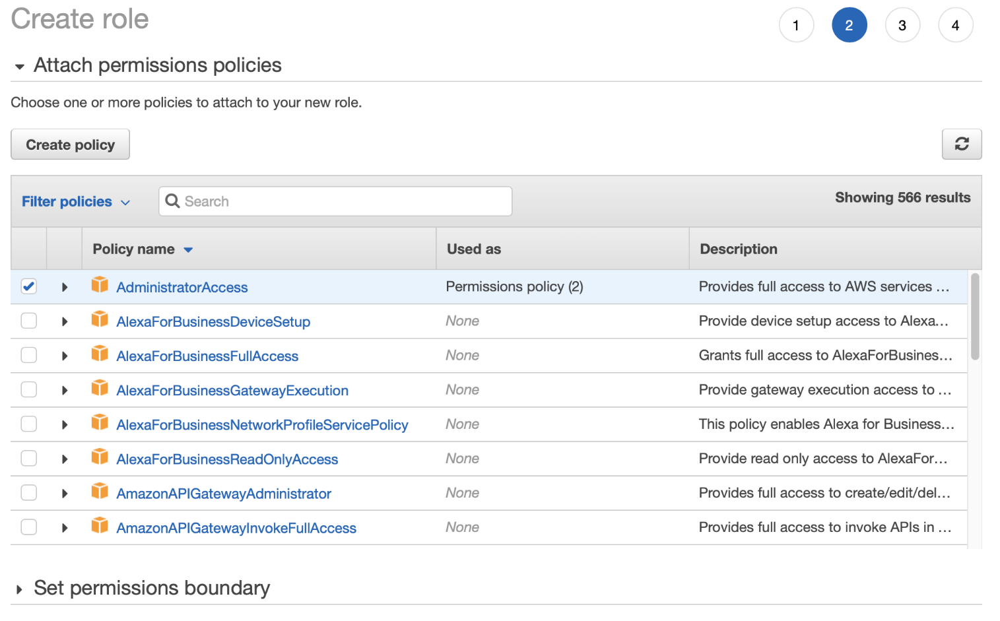 Create role
1 2 3 4
Attach permissions policies
Choose one or more policies to attach to your new role.
Create policy
Filter policies Search Showing 566 results
Policy name Used as Description
AdministratorAccess Permissions policy (2) Provides full access to AWS services ...
AlexaForBusinessDeviceSetup None Provide device setup access to Alexa...
AlexaForBusinessFullAccess None Grants full access to AlexaForBusines...
AlexaForBusinessGatewayExecution None Provide gateway execution access to ...
AlexaForBusinessNetworkProfileServicePolicy None This policy enables Alexa for Business...
AlexaForBusinessReadOnlyAccess None Provide read only access to AlexaFor...
AmazonAPIGatewayAdministrator None Provides full access to create/edit/del...
AmazonAPIGatewayInvokeFullAccess None Provides full access to invoke APIs in ...
Set permissions boundary